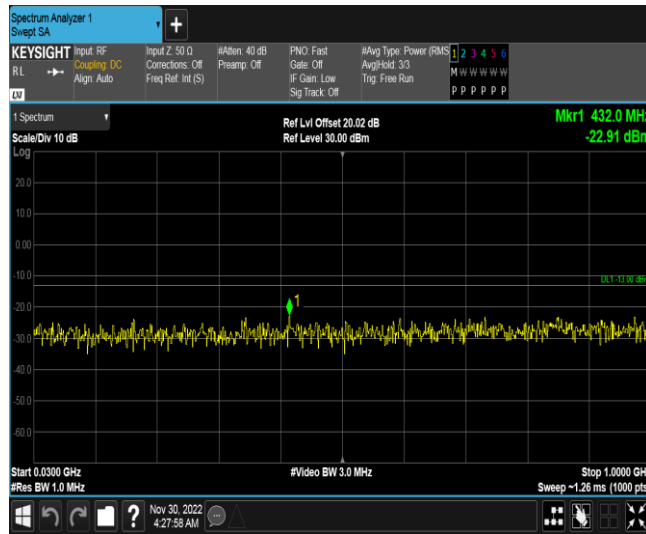 Spectrum Analyzer 1
Swept SA
+
KEYSIGHT
RL
LXI
Input: RF
Coupling: DC
Align: Auto
Input Z: 50 Ω
Corrections: Off
Freq Ref: Int (S)
#Atten: 40 dB
Preamp: Off
PNO: Fast
Gate: Off
IF Gain: Low
Sig Track: Off
#Avg Type: Power (RMS
Avg|Hold: 3/3
Trig: Free Run
1 2 3 4 5 6
M W W W W W
P P P P P P
1 Spectrum
Scale/Div 10 dB
Log
Ref Lvl Offset 20.02 dB
Ref Level 30.00 dBm
Mkr1 432.0 MHz
-22.91 dBm
20.0
10.0
0.00
-10.0
-20.0
-30.0
-40.0
-50.0
-60.0
DL1 -13.00 dBm
1
Start 0.0300 GHz
#Res BW 1.0 MHz
#Video BW 3.0 MHz
Stop 1.0000 GH
Sweep ~1.26 ms (1000 pts
?
Nov 30, 2022
4:27:58 AM